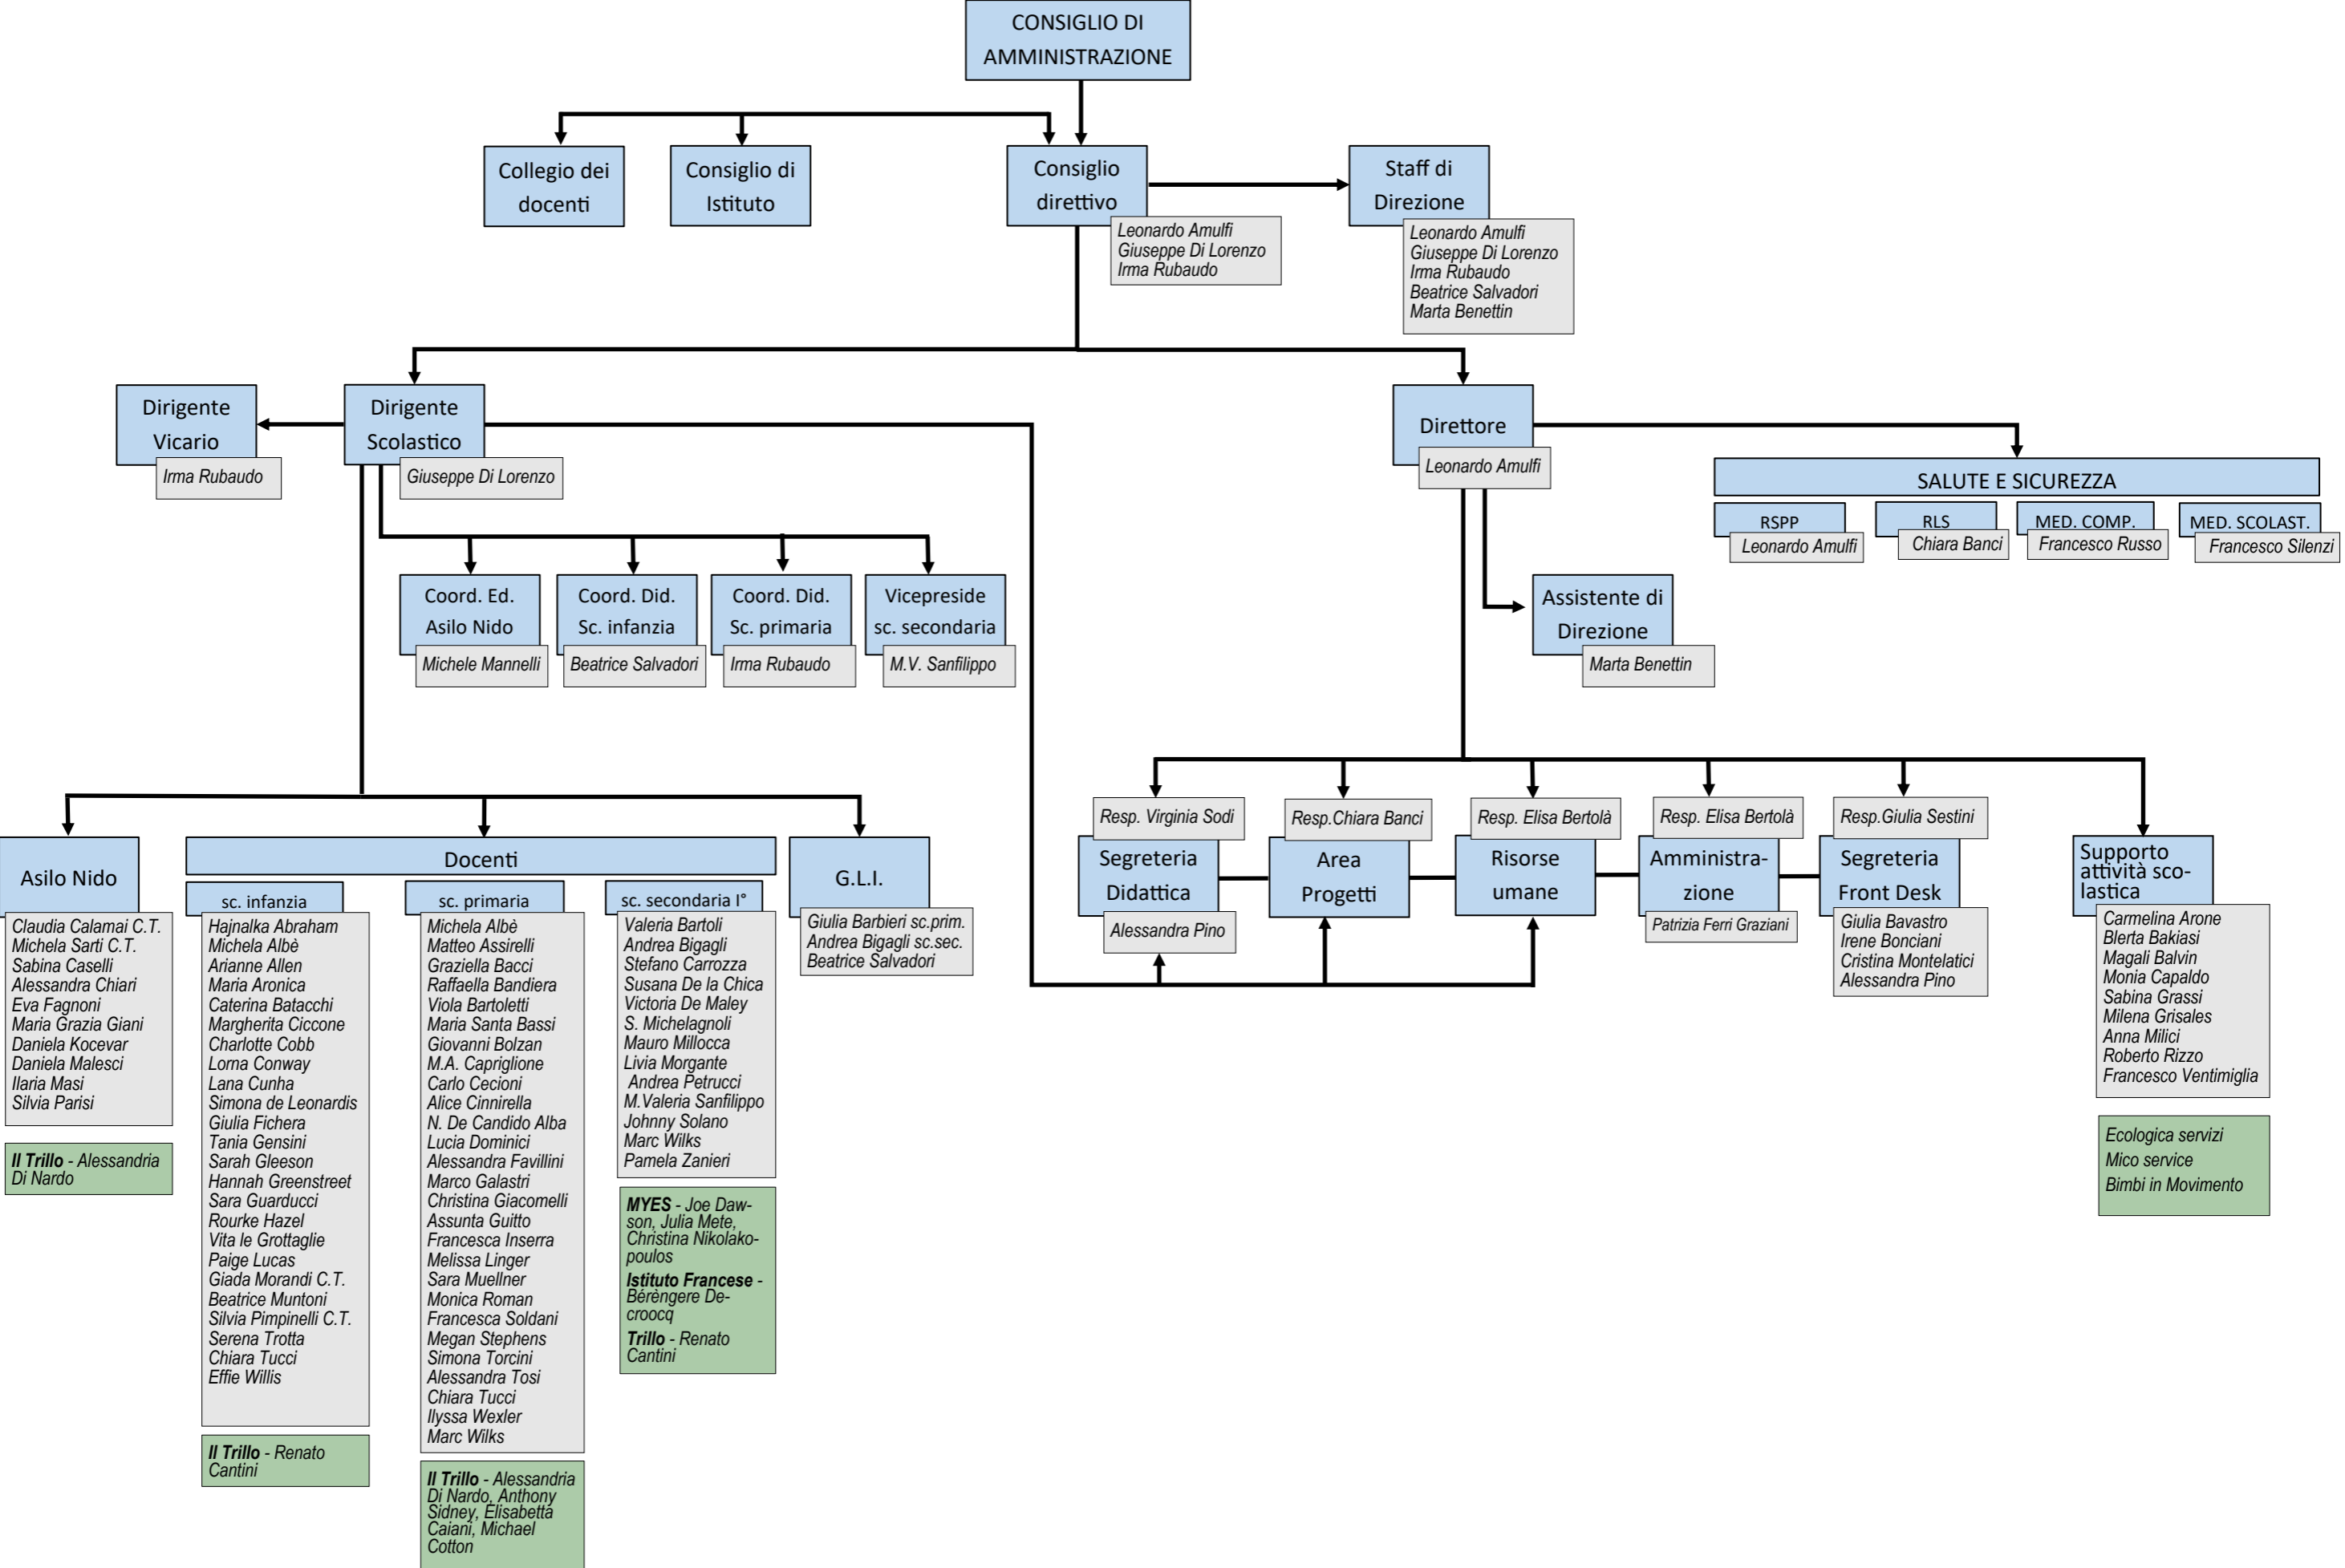 CONSIGLIO DI
AMMINISTRAZIONE
Collegio dei
docenti
Consiglio di
Istituto
Consiglio
direttivo
Leonardo Amulfi
Giuseppe Di Lorenzo
Irma Rubaudo
Staff di
Direzione
Leonardo Amulfi
Giuseppe Di Lorenzo
Irma Rubaudo
Beatrice Salvadori
Marta Benettin
Dirigente
Vicario
Irma Rubaudo
Dirigente
Scolastico
Giuseppe Di Lorenzo
Direttore
Leonardo Amulfi
SALUTE E SICUREZZA
RSPP
Leonardo Amulfi
RLS
Chiara Banci
MED. COMP.
Francesco Russo
MED. SCOLAST.
Francesco Silenzi
Coord. Ed.
Asilo Nido
Michele Mannelli
Coord. Did.
Sc. infanzia
Beatrice Salvadori
Coord. Did.
Sc. primaria
Irma Rubaudo
Vicepreside
sc. secondaria
M.V. Sanfilippo
Assistente di
Direzione
Marta Benettin
Asilo Nido
Claudia Calamai C.T.
Michela Sarti C.T.
Sabina Caselli
Alessandra Chiari
Eva Fagnoni
Maria Grazia Giani
Daniela Kocevar
Daniela Malesci
Ilaria Masi
Silvia Parisi
Il Trillo - Alessandria
Di Nardo
Docenti
sc. infanzia
Hajnalka Abraham
Michela Albè
Arianne Allen
Maria Aronica
Caterina Batacchi
Margherita Ciccone
Charlotte Cobb
Lorna Conway
Lana Cunha
Simona de Leonardis
Giulia Fichera
Tania Gensini
Sarah Gleeson
Hannah Greenstreet
Sara Guarducci
Rourke Hazel
Vita le Grottaglie
Paige Lucas
Giada Morandi C.T.
Beatrice Muntoni
Silvia Pimpinelli C.T.
Serena Trotta
Chiara Tucci
Effie Willis
Il Trillo - Renato
Cantini
sc. primaria
Michela Albè
Matteo Assirelli
Graziella Bacci
Raffaella Bandiera
Viola Bartoletti
Maria Santa Bassi
Giovanni Bolzan
M.A. Capriglione
Carlo Cecioni
Alice Cinnirella
N. De Candido Alba
Lucia Dominici
Alessandra Favillini
Marco Galastri
Christina Giacomelli
Assunta Guitto
Francesca Inserra
Melissa Linger
Sara Muellner
Monica Roman
Francesca Soldani
Megan Stephens
Simona Torcini
Alessandra Tosi
Chiara Tucci
Ilyssa Wexler
Marc Wilks
Il Trillo - Alessandria
Di Nardo, Anthony
Sidney, Elisabetta
Caiani, Michael
Cotton
sc. secondaria I°
Valeria Bartoli
Andrea Bigagli
Stefano Carrozza
Susana De la Chica
Victoria De Maley
S. Michelagnoli
Mauro Millocca
Livia Morgante
Andrea Petrucci
M.Valeria Sanfilippo
Johnny Solano
Marc Wilks
Pamela Zanieri
MYES - Joe Daw-
son, Julia Mete,
Christina Nikolako-
poulos
Istituto Francese -
Bérèngere De-
croocq
Trillo - Renato
Cantini
G.L.I.
Giulia Barbieri sc.prim.
Andrea Bigagli sc.sec.
Beatrice Salvadori
Resp. Virginia Sodi
Segreteria
Didattica
Alessandra Pino
Resp.Chiara Banci
Area
Progetti
Resp. Elisa Bertolà
Risorse
umane
Resp. Elisa Bertolà
Amministra-
zione
Patrizia Ferri Graziani
Resp.Giulia Sestini
Segreteria
Front Desk
Giulia Bavastro
Irene Bonciani
Cristina Montelatici
Alessandra Pino
Supporto
attività sco-
lastica
Carmelina Arone
Blerta Bakiasi
Magali Balvin
Monia Capaldo
Sabina Grassi
Milena Grisales
Anna Milici
Roberto Rizzo
Francesco Ventimiglia
Ecologica servizi
Mico service
Bimbi in Movimento